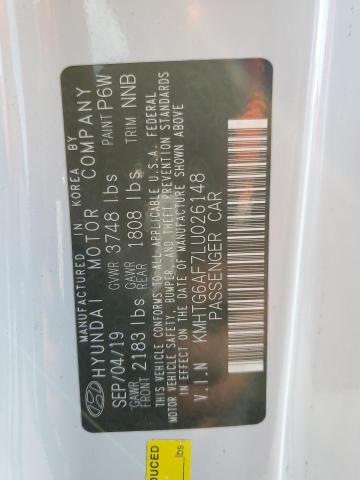 MANUFACTURED BY
IN KOREA BY
HYUNDAI MOTOR COMPANY
SEP/04/19 GVWR 3748 lbs PAINT P6W
GAWR FRONT 2183 lbs GAWR REAR 1808 lbs TRIM NNB
THIS VEHICLE CONFORMS TO ALL APPLICABLE U.S.A. FEDERAL
MOTOR VEHICLE SAFETY, BUMPER, AND THEFT PREVENTION STANDARDS
IN EFFECT ON THE DATE OF MANUFACTURE SHOWN ABOVE
V.I.N KMHTG6AF7LU026148
PASSENGER CAR
DUCED
lbs